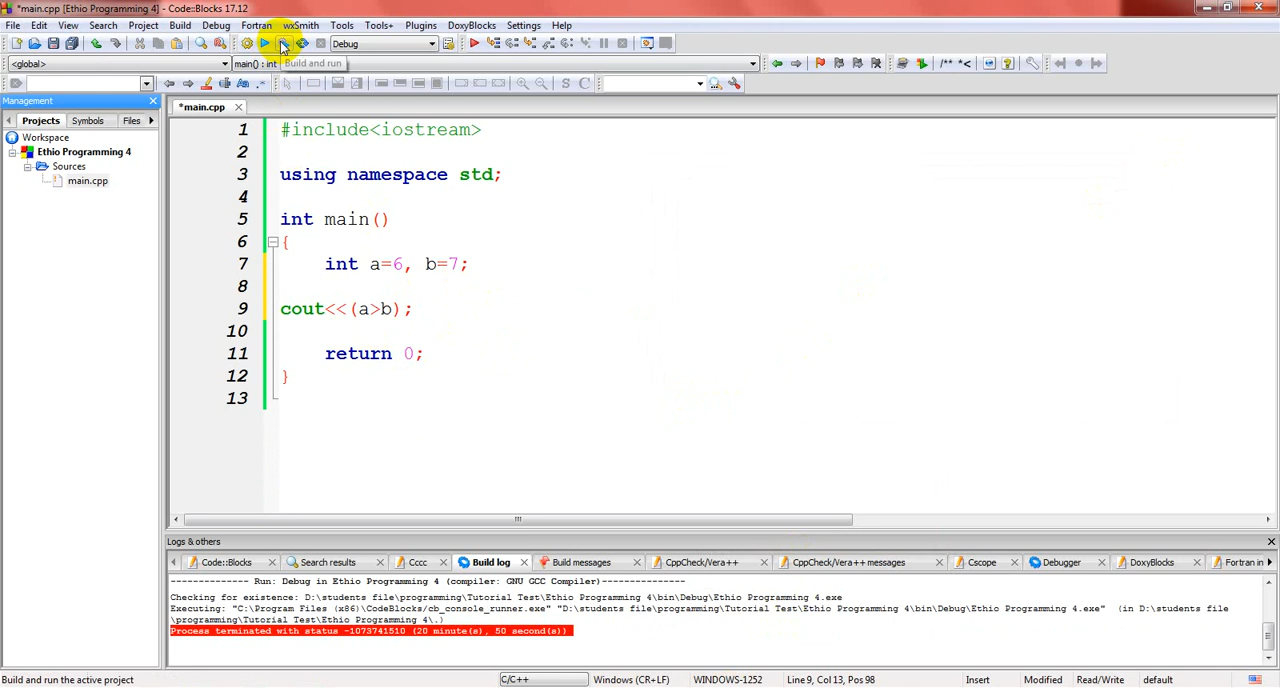 *main.cpp [Ethio Programming 4] - Code::Blocks 17.12
File Edit View Search Project Build Debug Fortran wxSmith Tools Tools+ Plugins DoxyBlocks Settings Help
Debug
<global> main() : int
Build and run
Management
*main.cpp
Projects Symbols Files
Workspace
Ethio Programming 4
Sources
main.cpp
1 #include<iostream>
2
3 using namespace std;
4
5 int main()
6 {
7 int a=6, b=7;
8
9 cout<<(a>b);
10
11 return 0;
12 }
13
Logs & others
Code::Blocks Search results Cccc Build log Build messages CppCheck/Vera++ CppCheck/Vera++ messages Cscope Debugger DoxyBlocks Fortran in
-------------- Run: Debug in Ethio Programming 4 (compiler: GNU GCC Compiler)---------------
Checking for existence: D:\students file\programming\Tutorial Test\Ethio Programming 4\bin\Debug\Ethio Programming 4.exe
Executing: "C:\Program Files (x86)\CodeBlocks/cb_console_runner.exe" "D:\students file\programming\Tutorial Test\Ethio Programming 4\bin\Debug\Ethio Programming 4.exe" (in D:\students file
\programming\Tutorial Test\Ethio Programming 4\.)
Process terminated with status -1073741510 (20 minute(s), 50 second(s))
Build and run the active project C/C++ Windows (CR+LF) WINDOWS-1252 Line 9, Col 13, Pos 98 Insert Modified Read/Write default